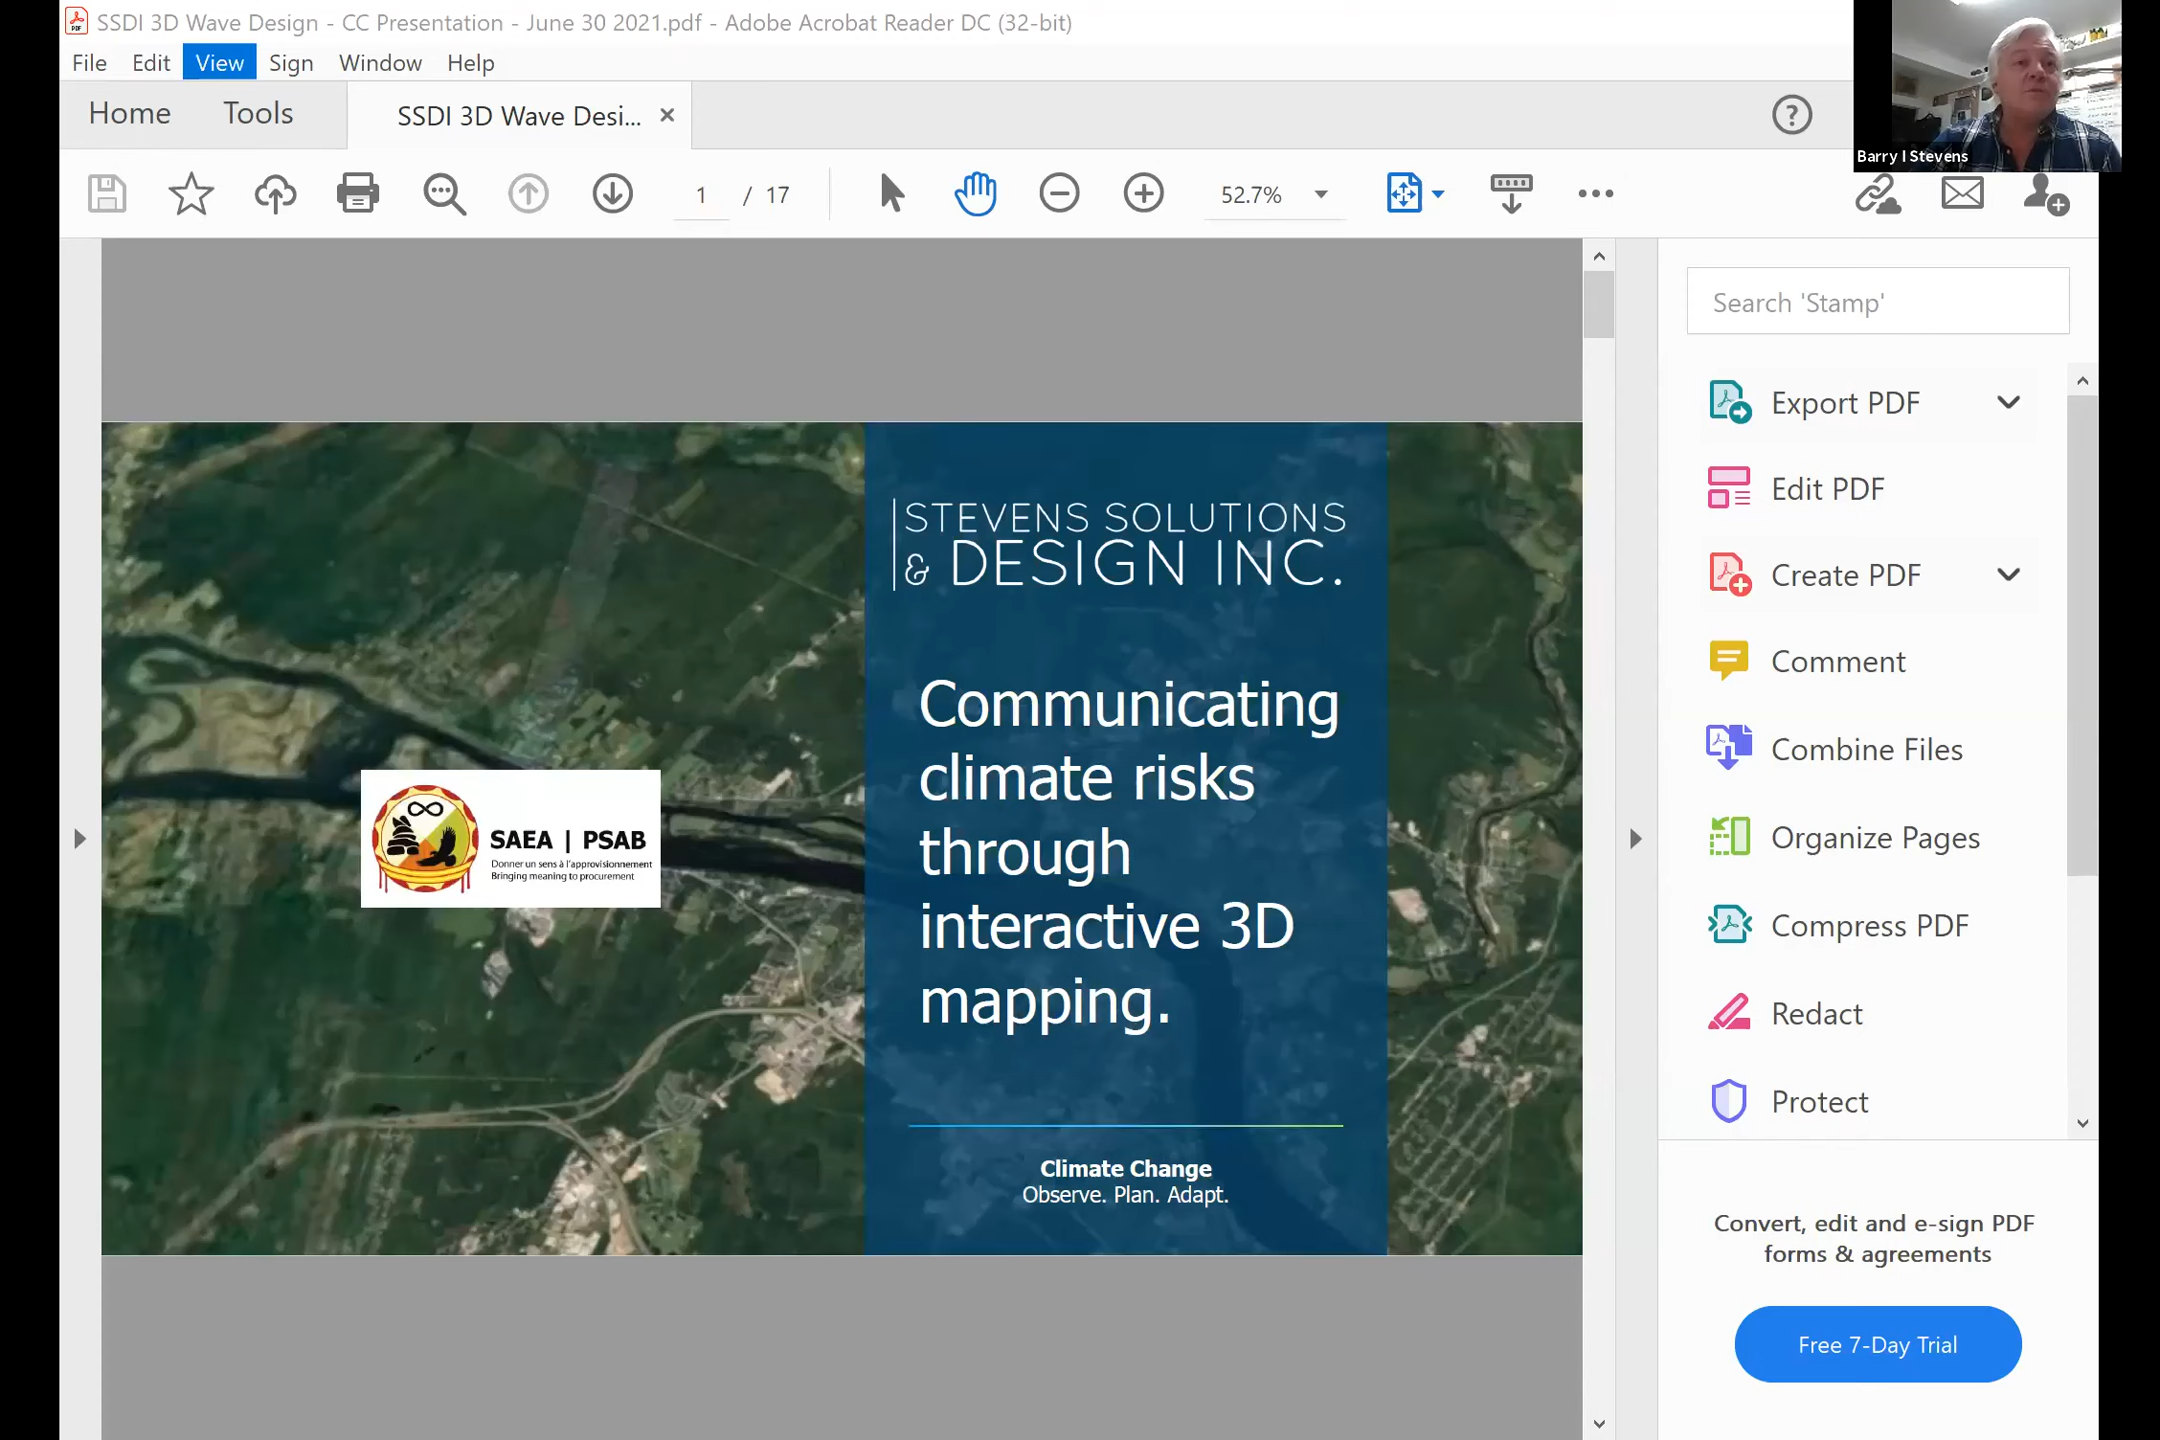 SSDI 3D Wave Design - CC Presentation - June 30 2021.pdf - Adobe Acrobat Reader DC (32-bit)
File Edit View Sign Window Help
Home Tools SSDI 3D Wave Desi... ×
Barry I Stevens
1 / 17 52.7%
STEVENS SOLUTIONS
& DESIGN INC.
Communicating
climate risks
through
interactive 3D
mapping.
Climate Change
Observe. Plan. Adapt.
SAEA | PSAB
Donner un sens à l'approvisionnement
Bringing meaning to procurement
Search 'Stamp'
Export PDF
Edit PDF
Create PDF
Comment
Combine Files
Organize Pages
Compress PDF
Redact
Protect
Convert, edit and e-sign PDF
forms & agreements
Free 7-Day Trial